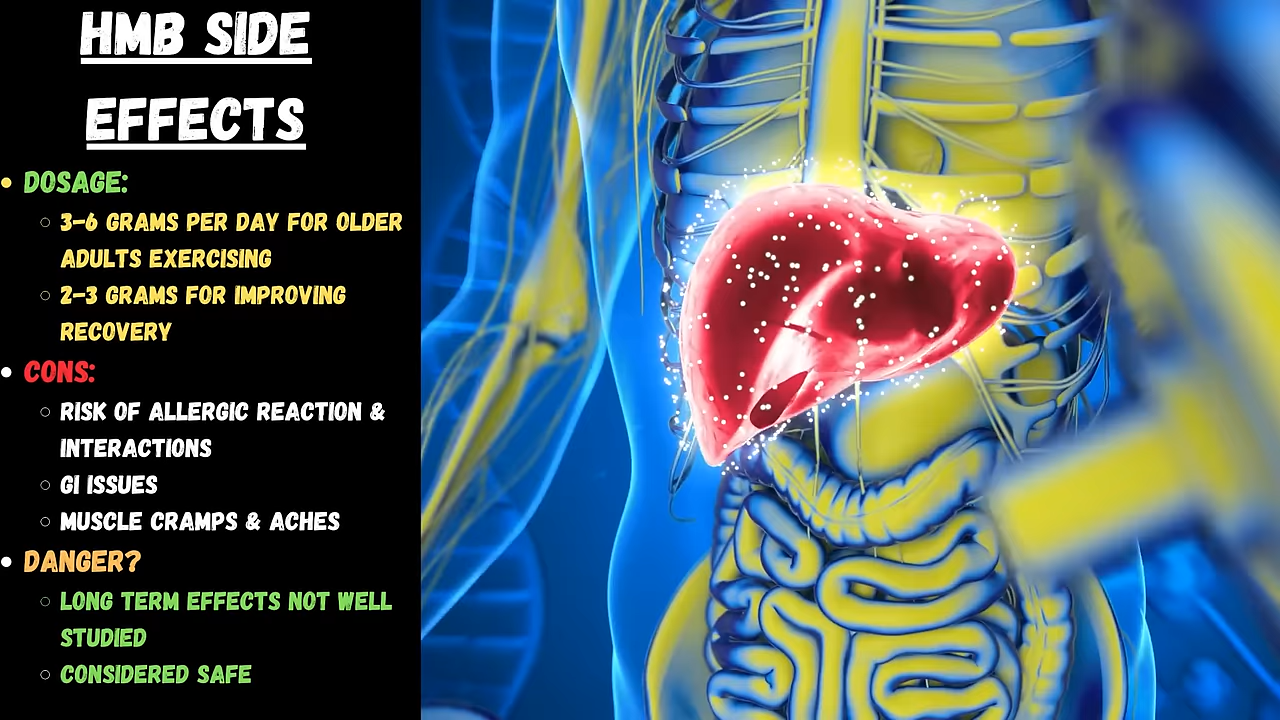 HMB SIDE
EFFECTS
DOSAGE:
3-6 GRAMS PER DAY FOR OLDER
ADULTS EXERCISING
2-3 GRAMS FOR IMPROVING
RECOVERY
CONS:
RISK OF ALLERGIC REACTION &
INTERACTIONS
GI ISSUES
MUSCLE CRAMPS & ACHES
DANGER?
LONG TERM EFFECTS NOT WELL
STUDIED
CONSIDERED SAFE